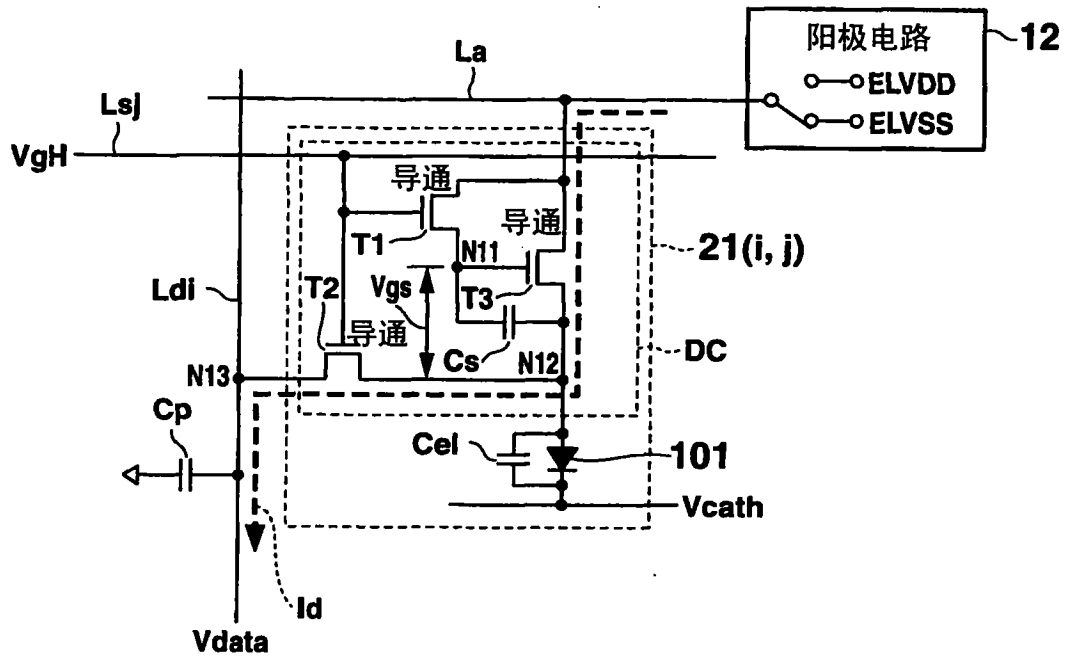 阳极电路
12
La
ELVDD
Lsj
ELVSS
VgH
导通
导通
T1
N11
21(i, j)
Ldi
T2
Vgs
T3
导通
DC
Cs
N12
N13
Cp
Cel
101
Vcath
Id
Vdata